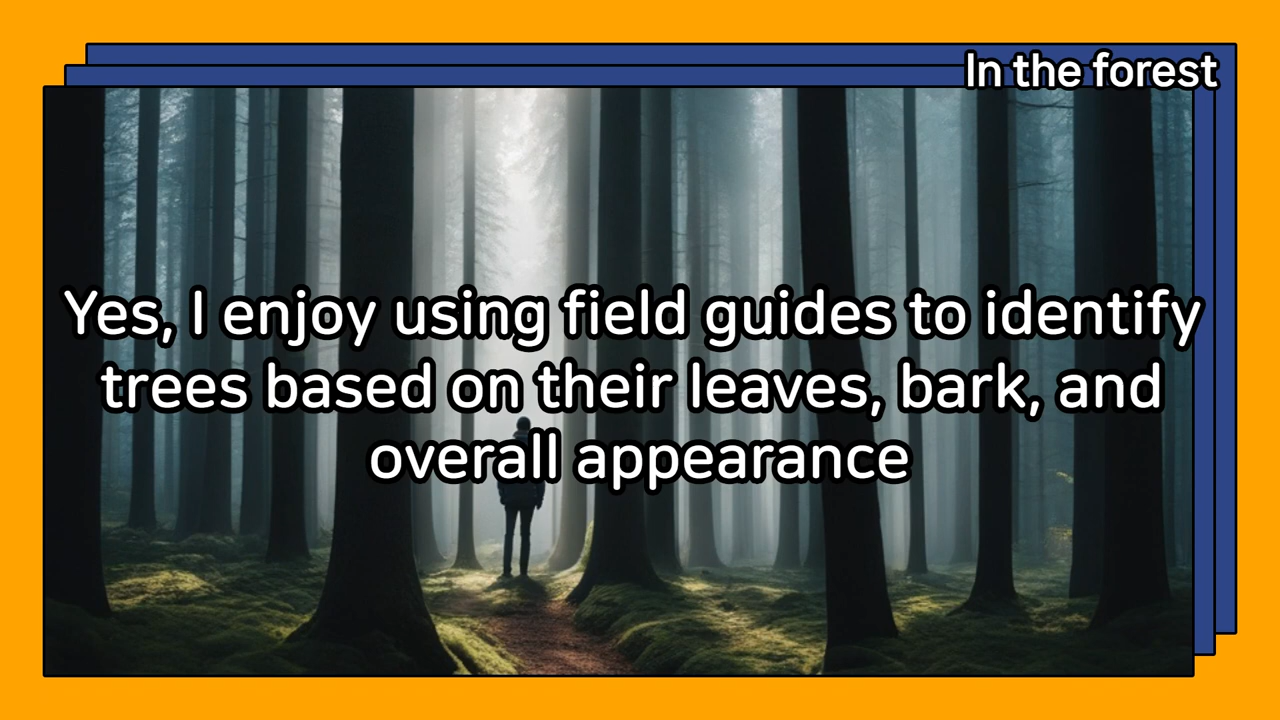 In the forest
Yes, I enjoy using field guides to identify
trees based on their leaves, bark, and
overall appearance